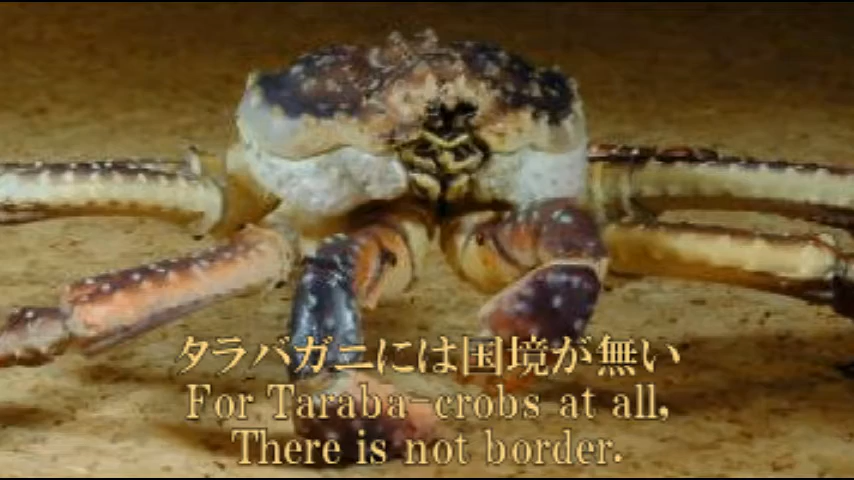 タラバガニには国境が無い
For Taraba-crobs at all,
There is not border.